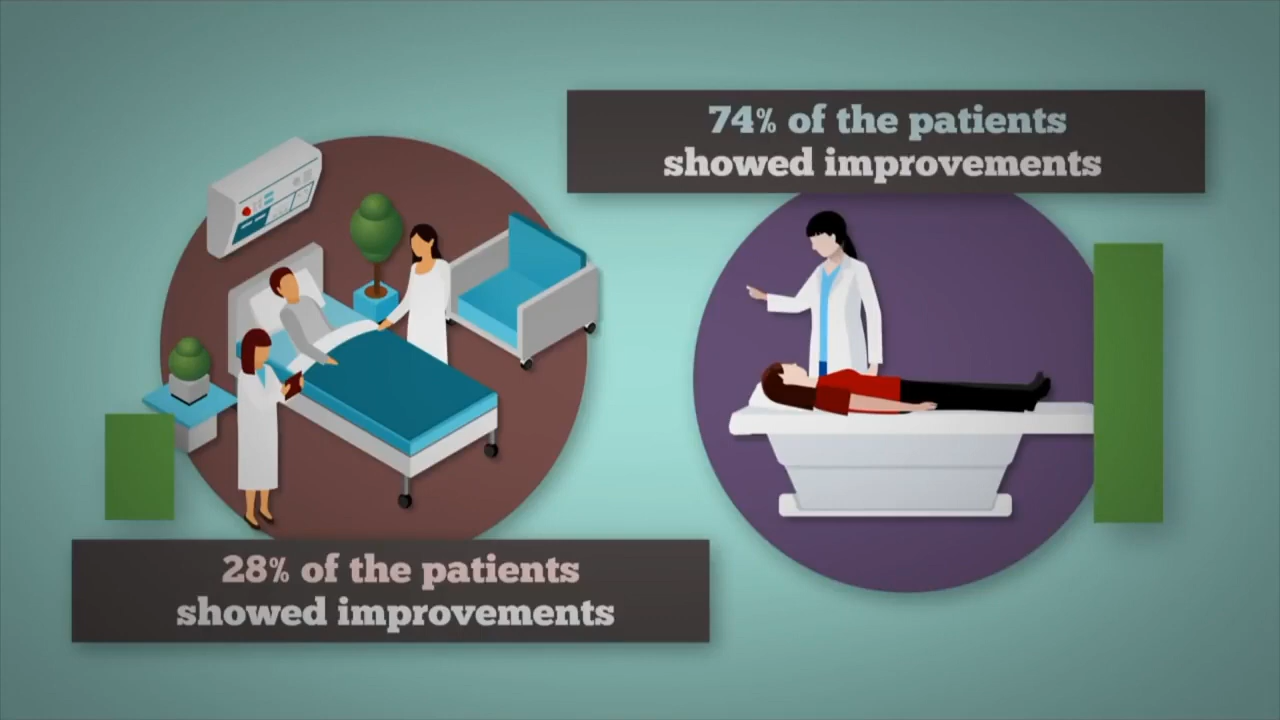 74% of the patients
showed improvements
28% of the patients
showed improvements